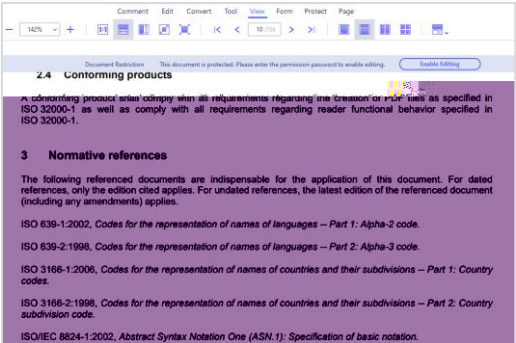 Comment Edit Convert Tool View Form Protect Page
142% 10 /756
Document Restriction This document is protected. Please enter the permission password to enable editing. Enable Editing
2.4 Conforming products
A conforming product shall comply with all requirements regarding the creation of PDF files as specified in
ISO 32000-1 as well as comply with all requirements regarding reader functional behavior specified in
ISO 32000-1.
3 Normative references
The following referenced documents are indispensable for the application of this document. For dated
references, only the edition cited applies. For undated references, the latest edition of the referenced document
(including any amendments) applies.
ISO 639-1:2002, Codes for the representation of names of languages -- Part 1: Alpha-2 code.
ISO 639-2:1998, Codes for the representation of names of languages -- Part 2: Alpha-3 code.
ISO 3166-1:2006, Codes for the representation of names of countries and their subdivisions -- Part 1: Country
codes.
ISO 3166-2:1998, Codes for the representation of names of countries and their subdivisions -- Part 2: Country
subdivision code.
ISO/IEC 8824-1:2002, Abstract Syntax Notation One (ASN.1): Specification of basic notation.